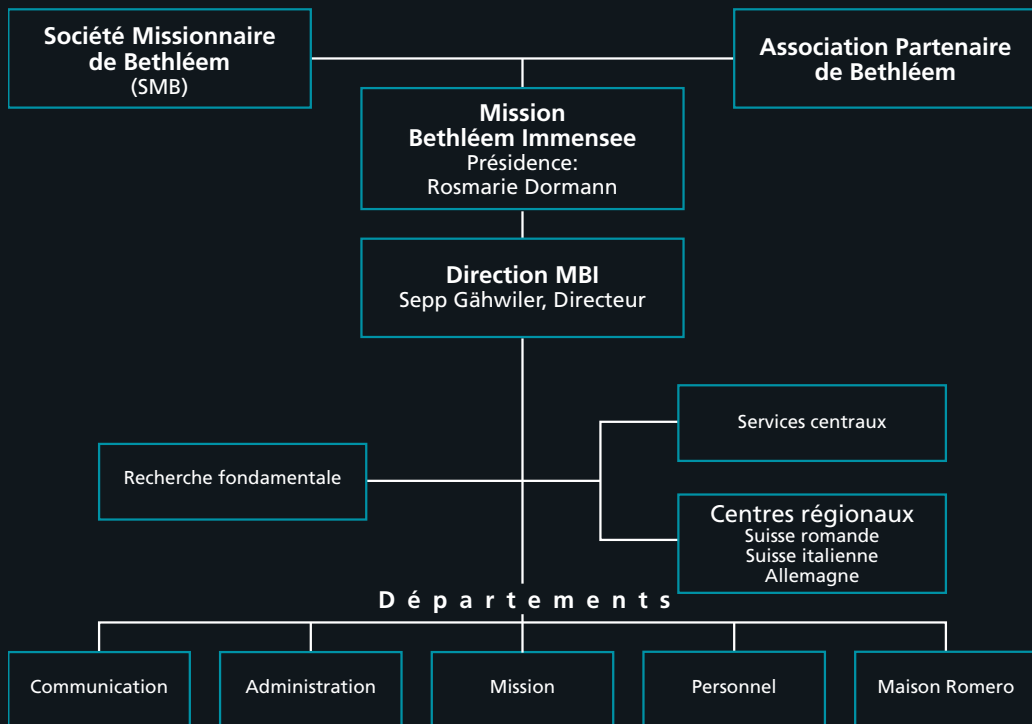 Société Missionnaire
de Bethléem
(SMB)
Association Partenaire
de Bethléem
Mission
Bethléem Immensee
Présidence:
Rosmarie Dormann
Direction MBI
Sepp Gähwiler, Directeur
Services centraux
Recherche fondamentale
Centres régionaux
Suisse romande
Suisse italienne
Allemagne
Départements
Communication
Administration
Mission
Personnel
Maison Romero